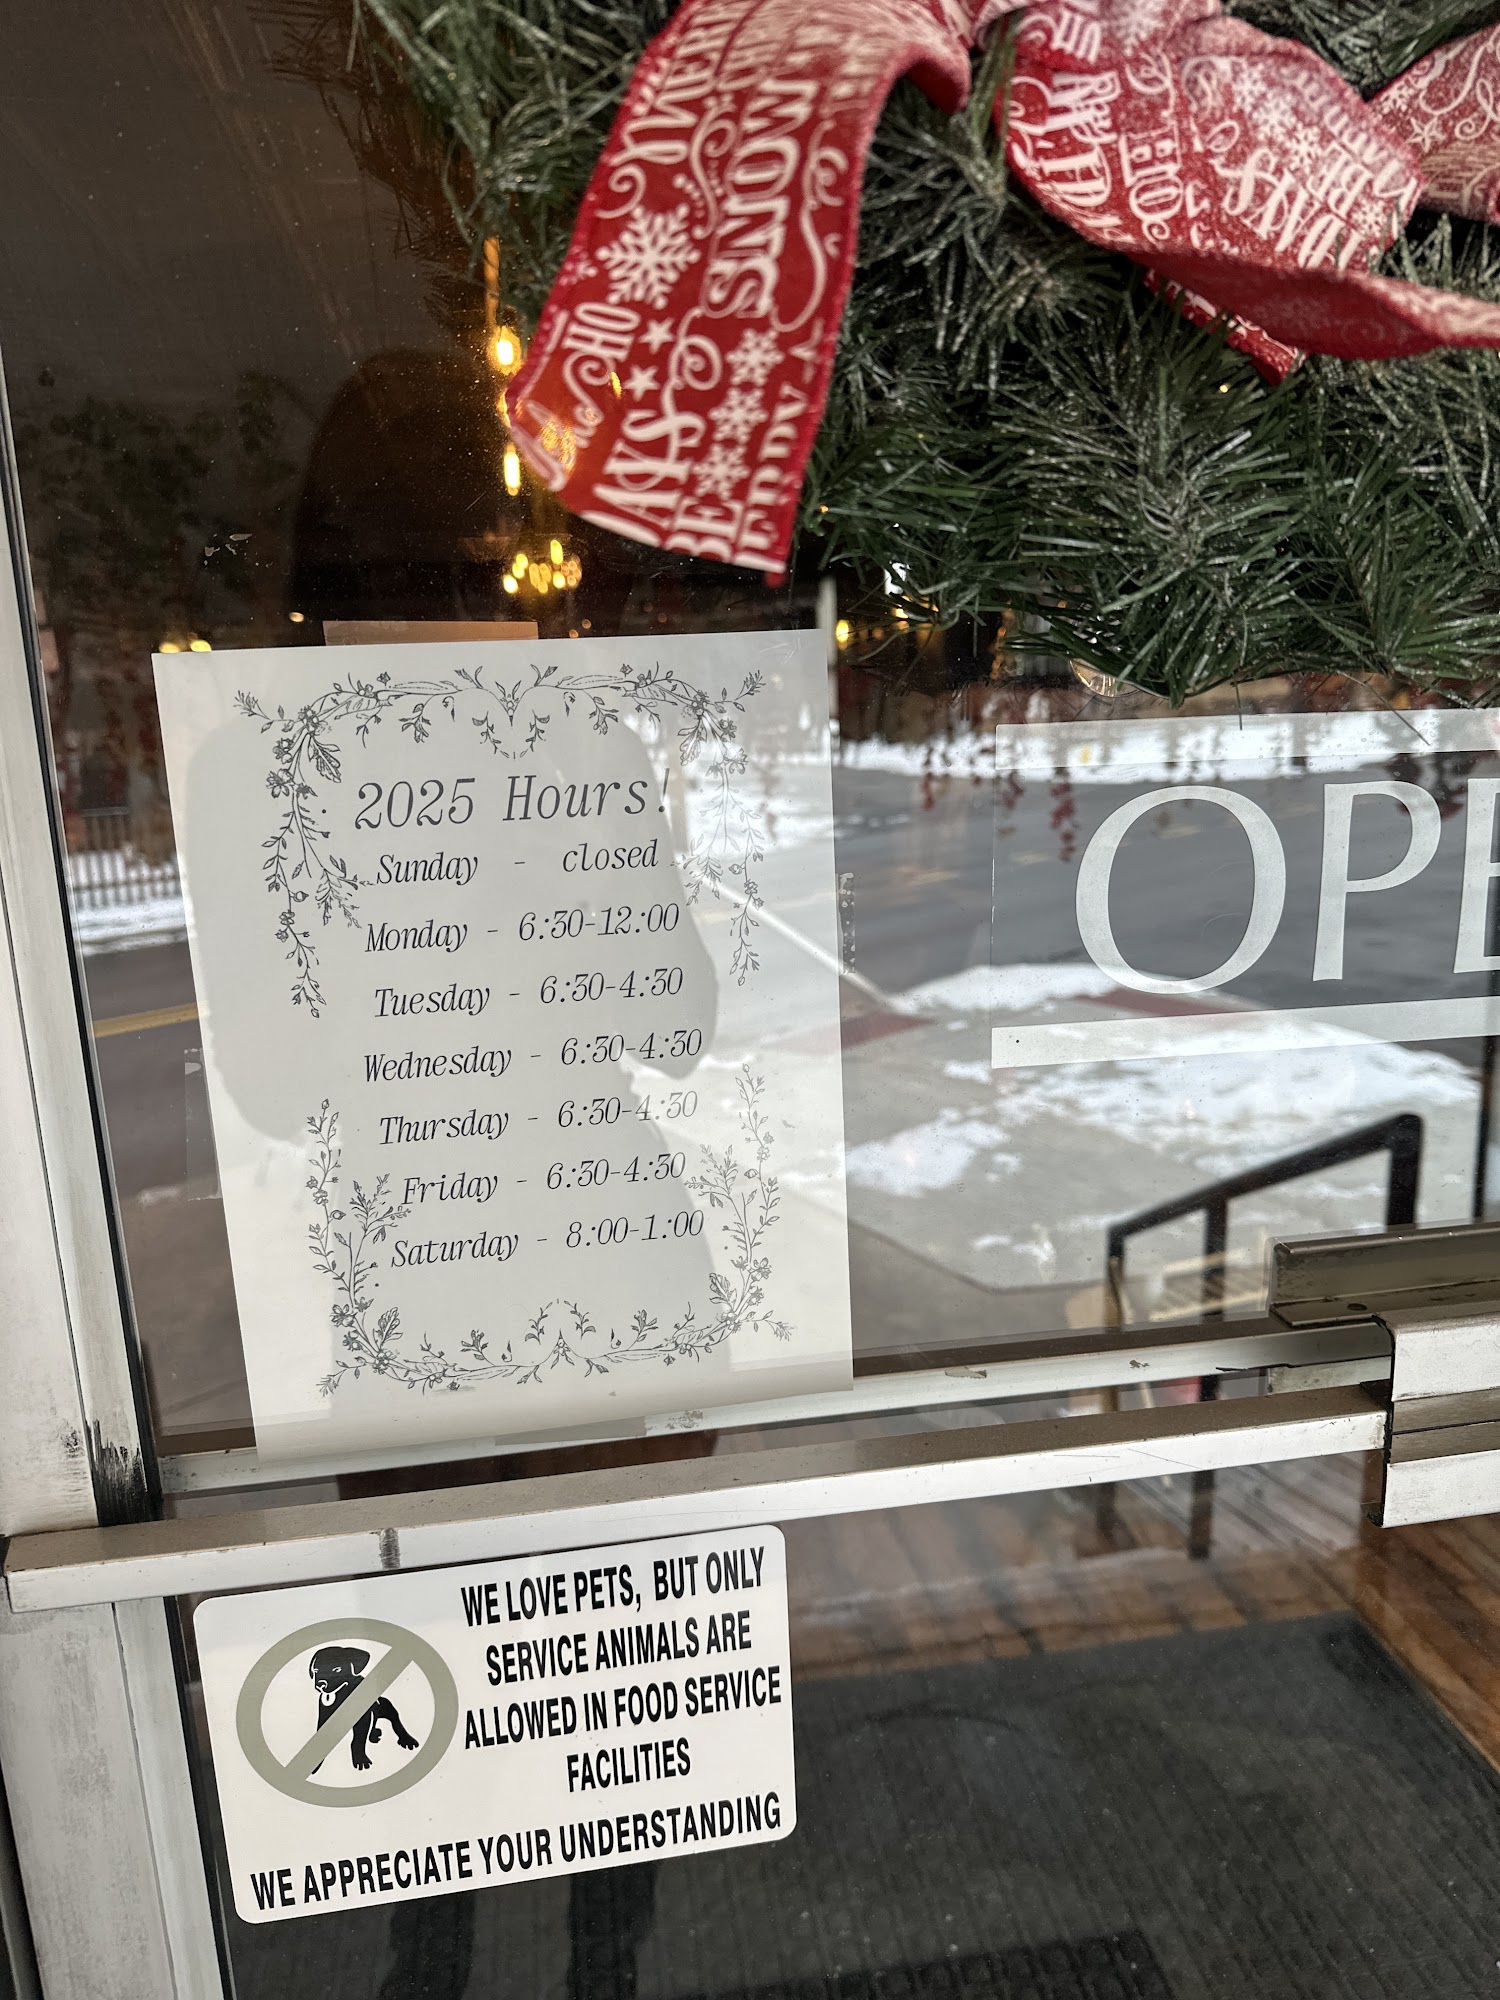 SNOW
HO
2025 Hours!
Sunday - closed
Monday - 6:30-12:00
Tuesday - 6:30-4:30
Wednesday - 6:30-4:30
Thursday - 6:30-4:30
Friday - 6:30-4:30
Saturday - 8:00-1:00
OPE
WE LOVE PETS, BUT ONLY
SERVICE ANIMALS ARE
ALLOWED IN FOOD SERVICE
FACILITIES
WE APPRECIATE YOUR UNDERSTANDING